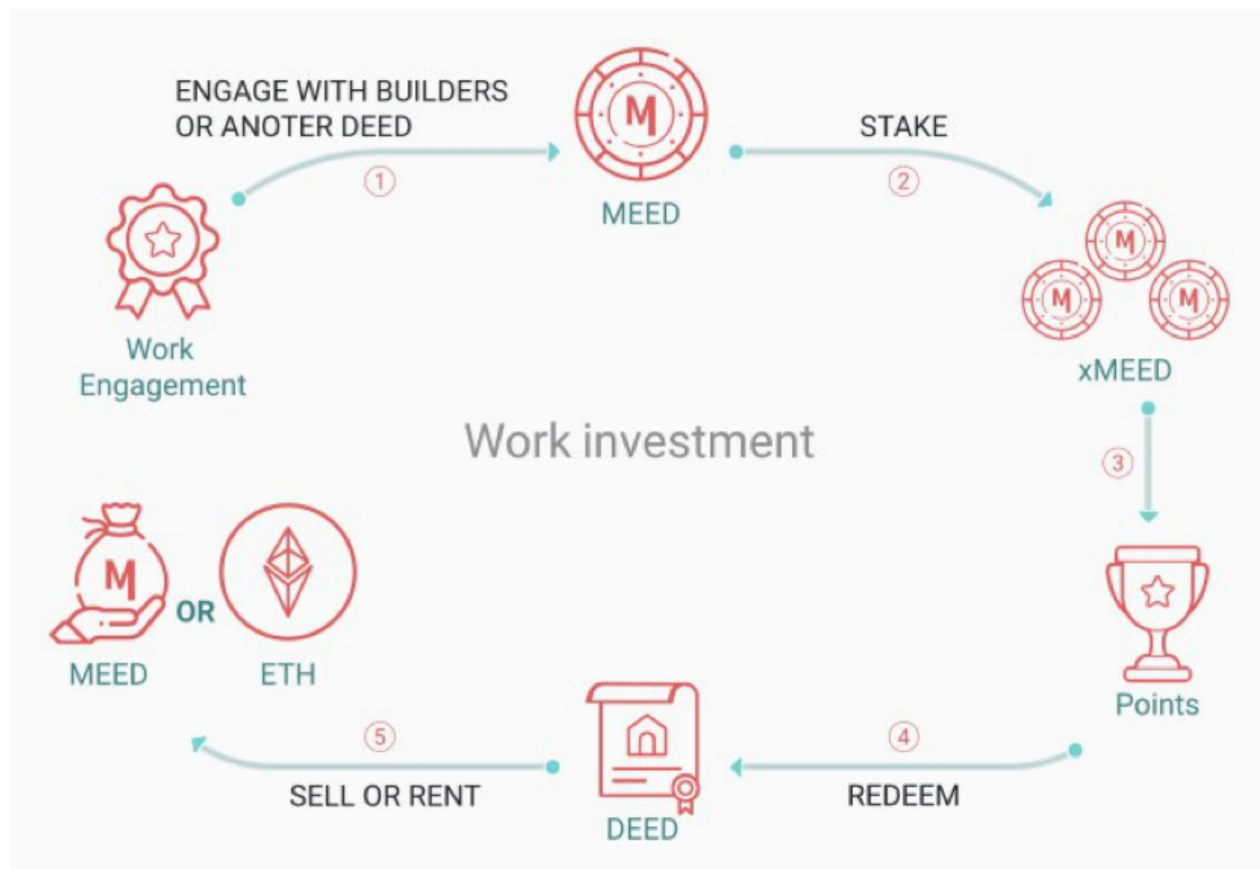 ENGAGE WITH BUILDERS
OR ANOTER DEED
1
M
MEED
STAKE
2
M
M
M
xMEED
Work
Engagement
Work investment
3
M
OR
MEED
ETH
Points
5
SELL OR RENT
DEED
4
REDEEM